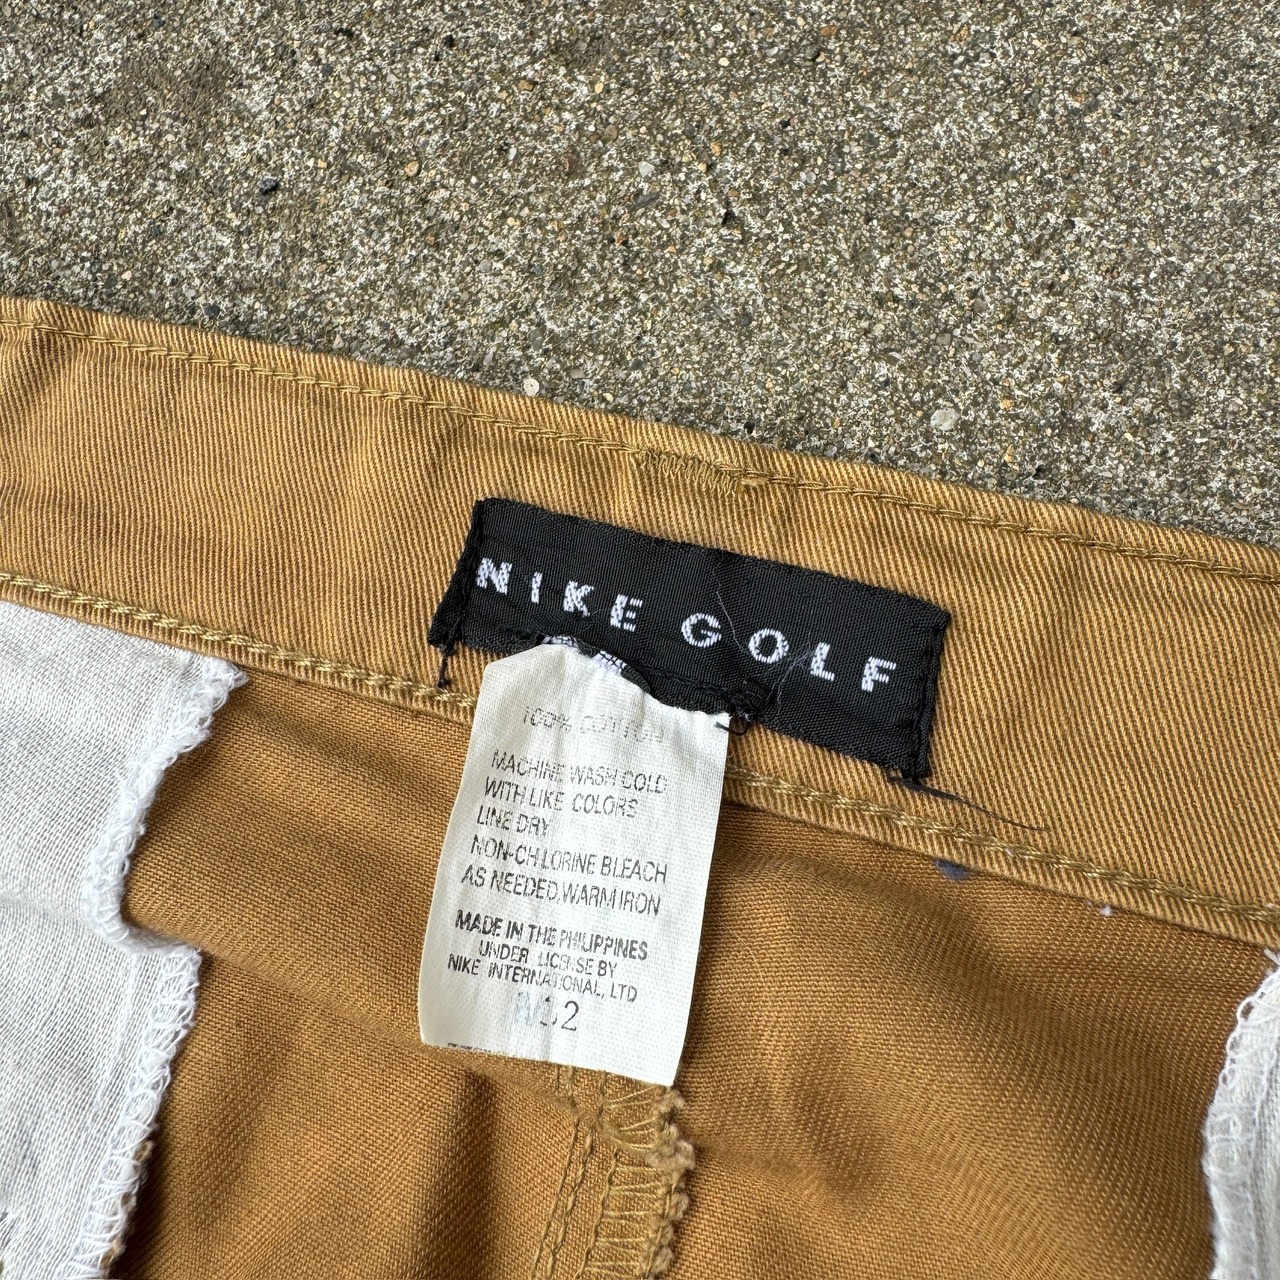 NIKE GOLF
100% COTTON
MACHINE WASH COLD
WITH LIKE COLORS
LINE DRY
NON-CHLORINE BLEACH
AS NEEDED, WARM IRON
MADE IN THE PHILIPPINES
UNDER LICENSE BY
NIKE INTERNATIONAL, LTD